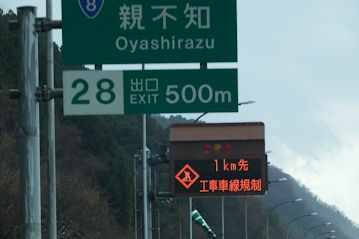 8
親不知
Oyashirazu
28 出口 EXIT 500m
1km先
工事車線規制